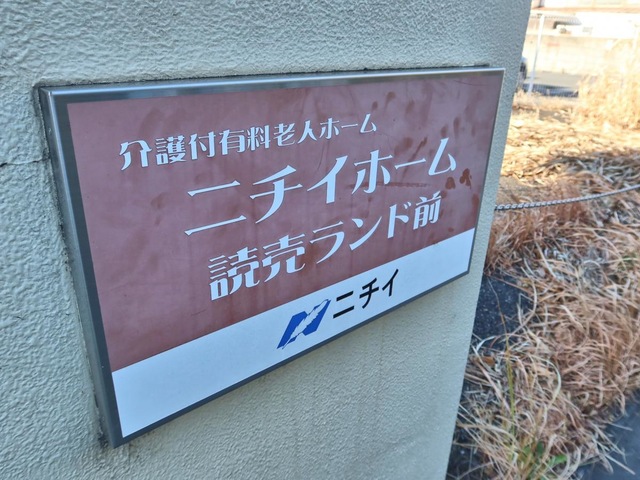 介護付有料老人ホーム
ニチイホーム
読売ランド前
ニチイ